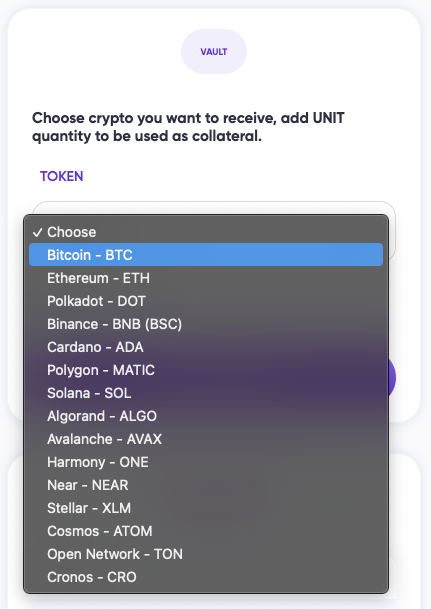 VAULT
Choose crypto you want to receive, add UNIT
quantity to be used as collateral.
TOKEN
✓ Choose
Bitcoin - BTC
Ethereum - ETH
Polkadot - DOT
Binance - BNB (BSC)
Cardano - ADA
Polygon - MATIC
Solana - SOL
Algorand - ALGO
Avalanche - AVAX
Harmony - ONE
Near - NEAR
Stellar - XLM
Cosmos - ATOM
Open Network - TON
Cronos - CRO